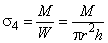 σ₄ = M/W = M/πr²h